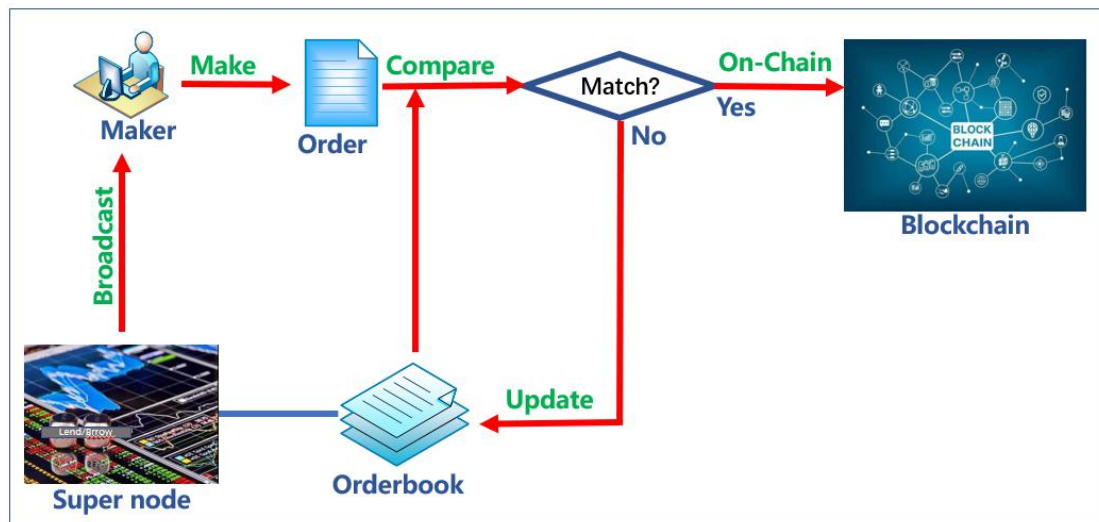 Make
Compare
Match?
On-Chain
Yes
No
Maker
Order
BLOCK
CHAIN
Blockchain
Broadcast
Lend/Brrow
Update
Super node
Orderbook